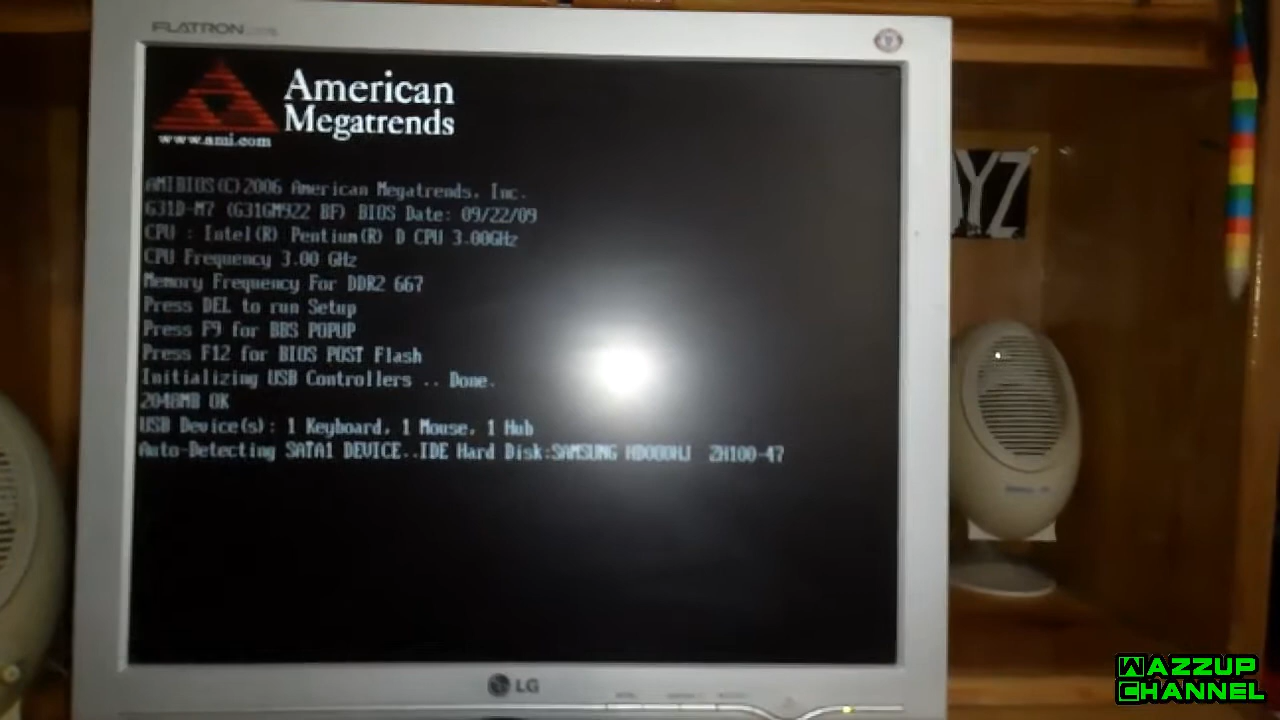 FLATRON
American
Megatrends
www.ami.com
AMIBIOS(C)2006 American Megatrends, Inc.
G31D-M7 (G31GM922 BF) BIOS Date: 09/22/09
CPU : Intel(R) Pentium(R) D CPU 3.00GHz
CPU Frequency 3.00 GHz
Memory Frequency For DDR2 667
Press DEL to run Setup
Press F9 for BBS POPUP
Press F12 for BIOS POST Flash
Initializing USB Controllers .. Done.
2048MB OK
USB Device(s): 1 Keyboard, 1 Mouse, 1 Hub
Auto-Detecting SATA1 DEVICE..IDE Hard Disk:SAMSUNG HD080HJ ZH100-47
YZ
LG
WAZZUP
CHANNEL